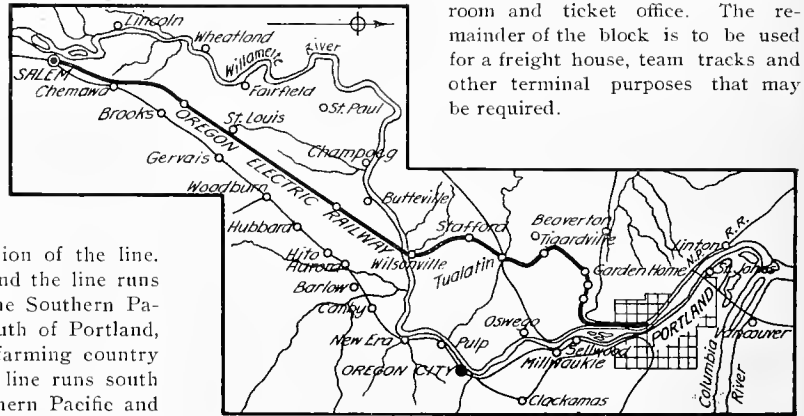 room and ticket office. The re-
mainder of the block is to be used
for a freight house, team tracks and
other terminal purposes that may
be required.
Lincoln
Wheatland
Willamette River
SALEM
Chemawa
Fairfield
St. Paul
Brooks
St. Louis
OREGON ELECTRIC RAILWAY
Champoeg
Gervais
Woodburn
Butteville
Hubbard
Stafford
Beaverton
Tigardville
Linton
N.P. R.R.
St. Johns
Hito
Aurora
Wilsonville
Tualatin
Garden Home
Barlow
Canby
Oswego
PORTLAND
New Era
Pulp
Sellwood
Millwaukie
Vancouver
OREGON CITY
Clackamas
Columbia River
tion of the line.
nd the line runs
ne Southern Pa-
uth of Portland,
farming country
line runs south
hern Pacific and